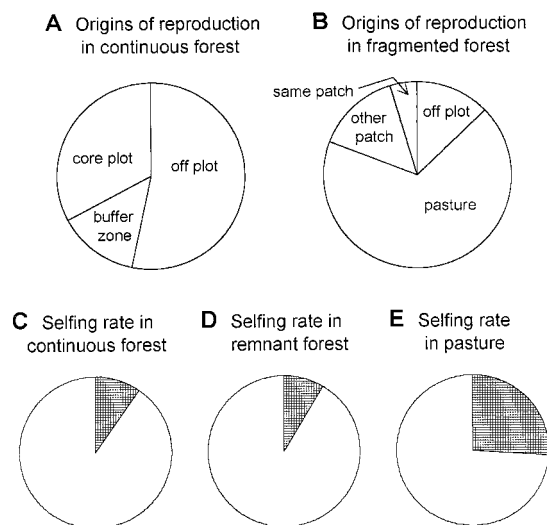 A Origins of reproduction
in continuous forest
core plot
off plot
buffer
zone
B Origins of reproduction
in fragmented forest
same patch
off plot
other
patch
pasture
C Selfing rate in
continuous forest
D Selfing rate in
remnant forest
E Selfing rate
in pasture